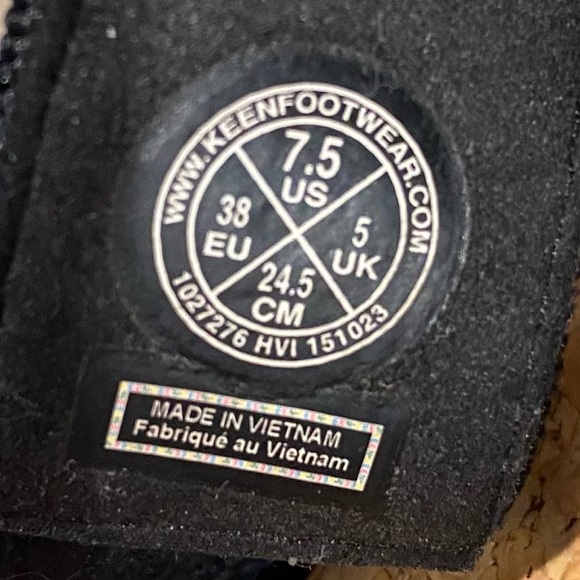 WWW.KEENFOOTWEAR.COM
7.5
US
38
EU
5
UK
24.5
CM
1027276 HVI 151023
MADE IN VIETNAM
Fabriqué au Vietnam